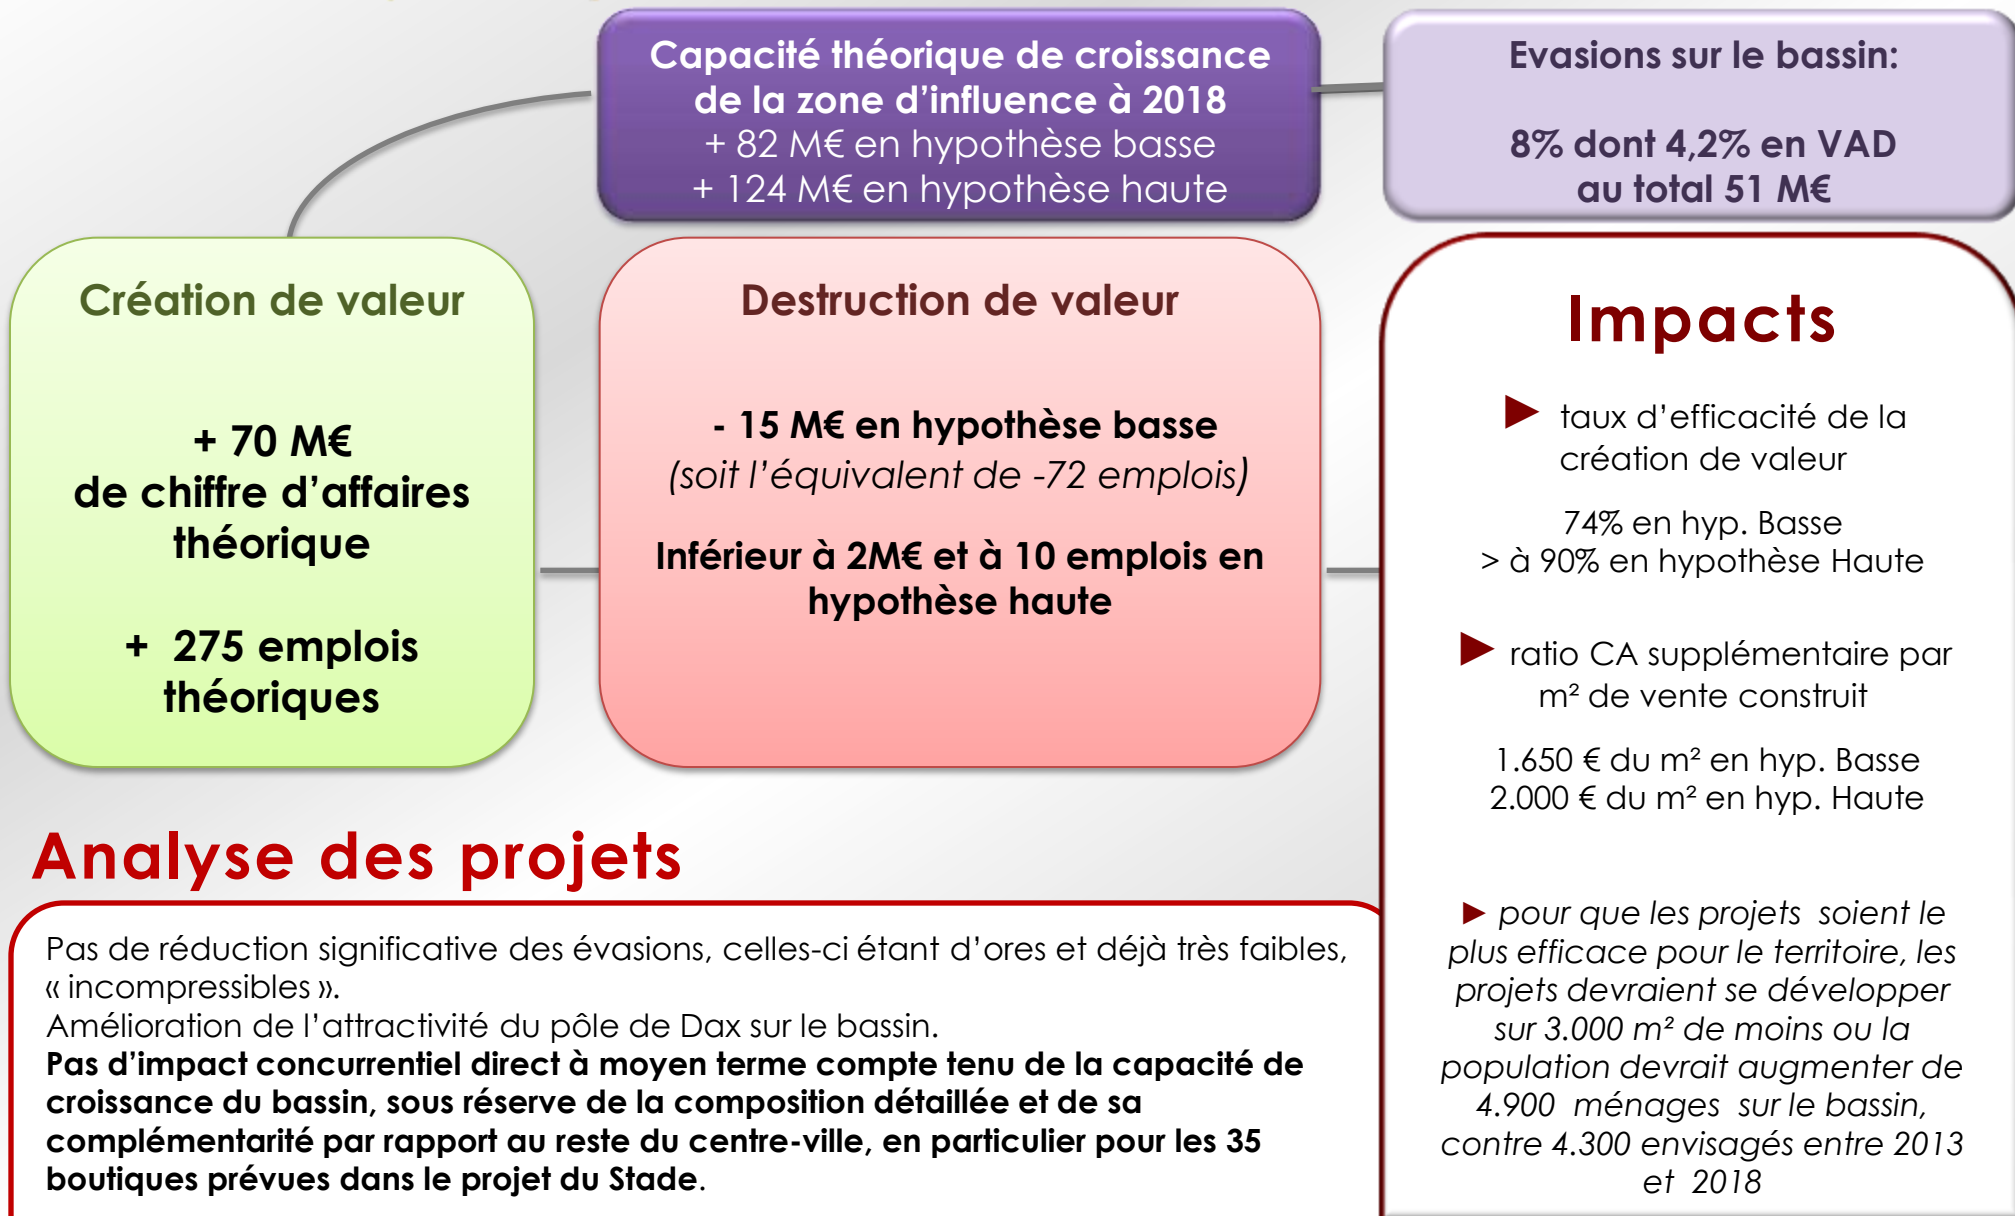 Capacité théorique de croissance
de la zone d'influence à 2018
+ 82 M€ en hypothèse basse
+ 124 M€ en hypothèse haute
Evasions sur le bassin:
8% dont 4,2% en VAD
au total 51 M€
Création de valeur
+ 70 M€
de chiffre d'affaires
théorique
+ 275 emplois
théoriques
Destruction de valeur
- 15 M€ en hypothèse basse
(soit l'équivalent de -72 emplois)
Inférieur à 2M€ et à 10 emplois en
hypothèse haute
Impacts
► taux d'efficacité de la
création de valeur
74% en hyp. Basse
> à 90% en hypothèse Haute
► ratio CA supplémentaire par
m² de vente construit
1.650 € du m² en hyp. Basse
2.000 € du m² en hyp. Haute
► pour que les projets soient le
plus efficace pour le territoire, les
projets devraient se développer
sur 3.000 m² de moins ou la
population devrait augmenter de
4.900 ménages sur le bassin,
contre 4.300 envisagés entre 2013
et 2018
Analyse des projets
Pas de réduction significative des évasions, celles-ci étant d'ores et déjà très faibles,
« incompressibles ».
Amélioration de l'attractivité du pôle de Dax sur le bassin.
Pas d'impact concurrentiel direct à moyen terme compte tenu de la capacité de
croissance du bassin, sous réserve de la composition détaillée et de sa
complémentarité par rapport au reste du centre-ville, en particulier pour les 35
boutiques prévues dans le projet du Stade.